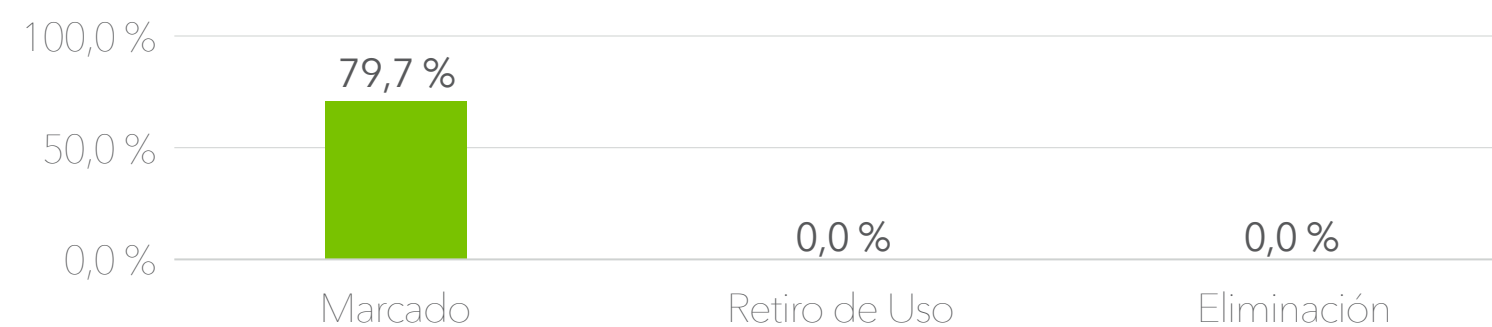 100,0 %
79,7 %
50,0 %
0,0 %
0,0 %
0,0 %
Marcado
Retiro de Uso
Eliminación